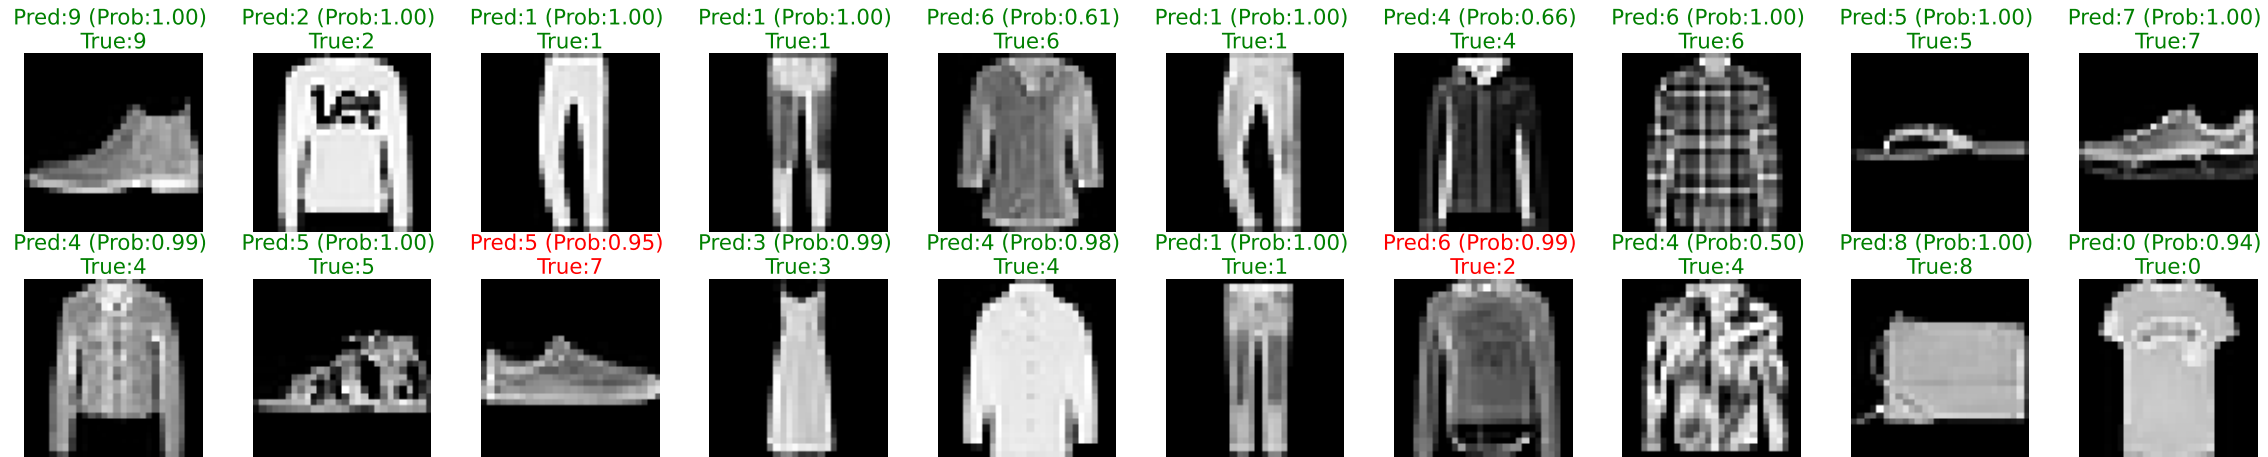 Pred:9 (Prob:1.00) Pred:2 (Prob:1.00) Pred:1 (Prob:1.00) Pred:1 (Prob:1.00) Pred:6 (Prob:0.61) Pred:1 (Prob:1.00) Pred:4 (Prob:0.66) Pred:6 (Prob:1.00) Pred:5 (Prob:1.00) Pred:7 (Prob:1.00)
True:9 True:2 True:1 True:1 True:6 True:1 True:4 True:6 True:5 True:7
Lee
Pred:4 (Prob:0.99) Pred:5 (Prob:1.00) Pred:5 (Prob:0.95) Pred:3 (Prob:0.99) Pred:4 (Prob:0.98) Pred:1 (Prob:1.00) Pred:6 (Prob:0.99) Pred:4 (Prob:0.50) Pred:8 (Prob:1.00) Pred:0 (Prob:0.94)
True:4 True:5 True:7 True:3 True:4 True:1 True:2 True:4 True:8 True:0